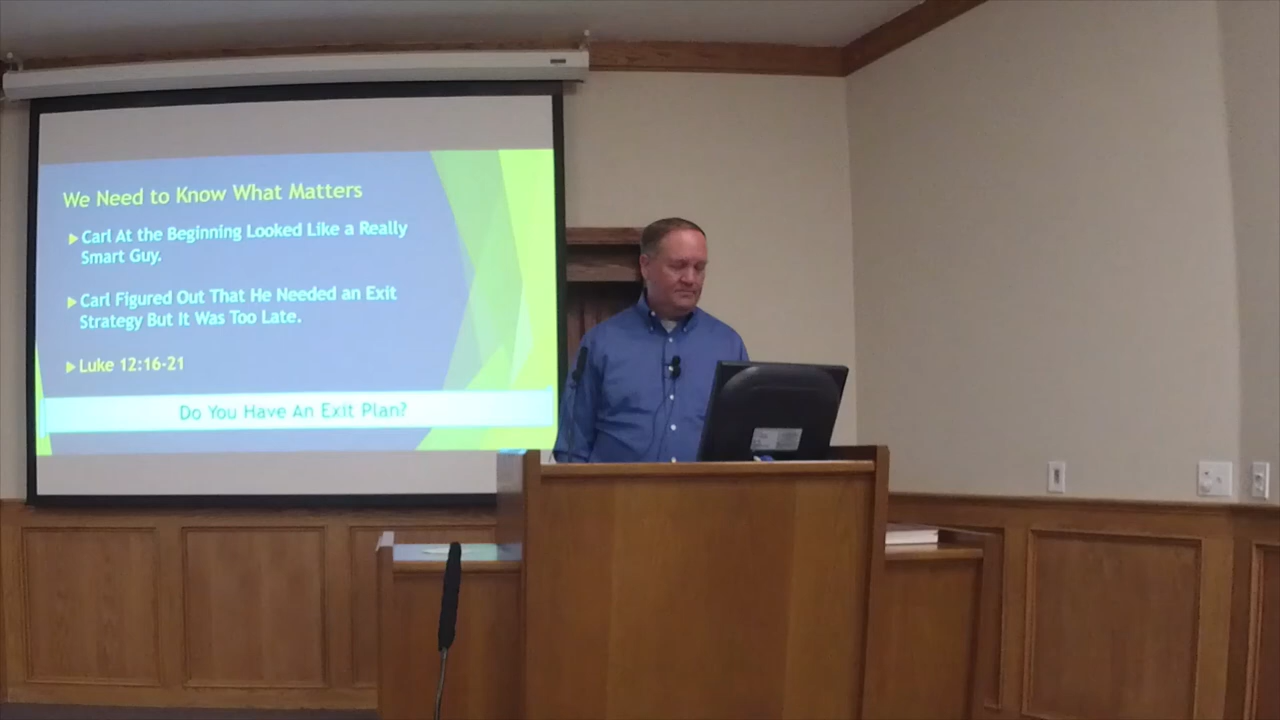 We Need to Know What Matters
Carl At the Beginning Looked Like a Really
Smart Guy.
Carl Figured Out That He Needed an Exit
Strategy But It Was Too Late.
Luke 12:16-21
Do You Have An Exit Plan?